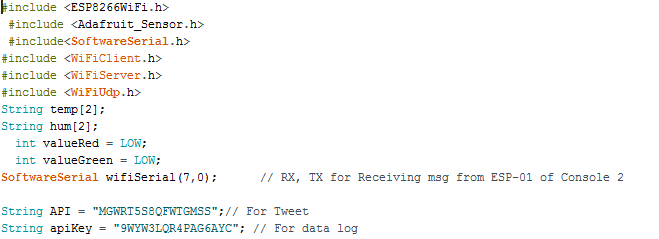 #include <ESP8266WiFi.h>
#include <Adafruit_Sensor.h>
#include<SoftwareSerial.h>
#include <WiFiClient.h>
#include <WiFiServer.h>
#include <WiFiUdp.h>
String temp[2];
String hum[2];
int valueRed = LOW;
int valueGreen = LOW;
SoftwareSerial wifiSerial(7,0);      // RX, TX for Receiving msg from ESP-01 of Console 2
String API = "MGWRT5S8QFWTGMSS";// For Tweet
String apiKey = "9WYW3LQR4PAG6AYC"; // For data log